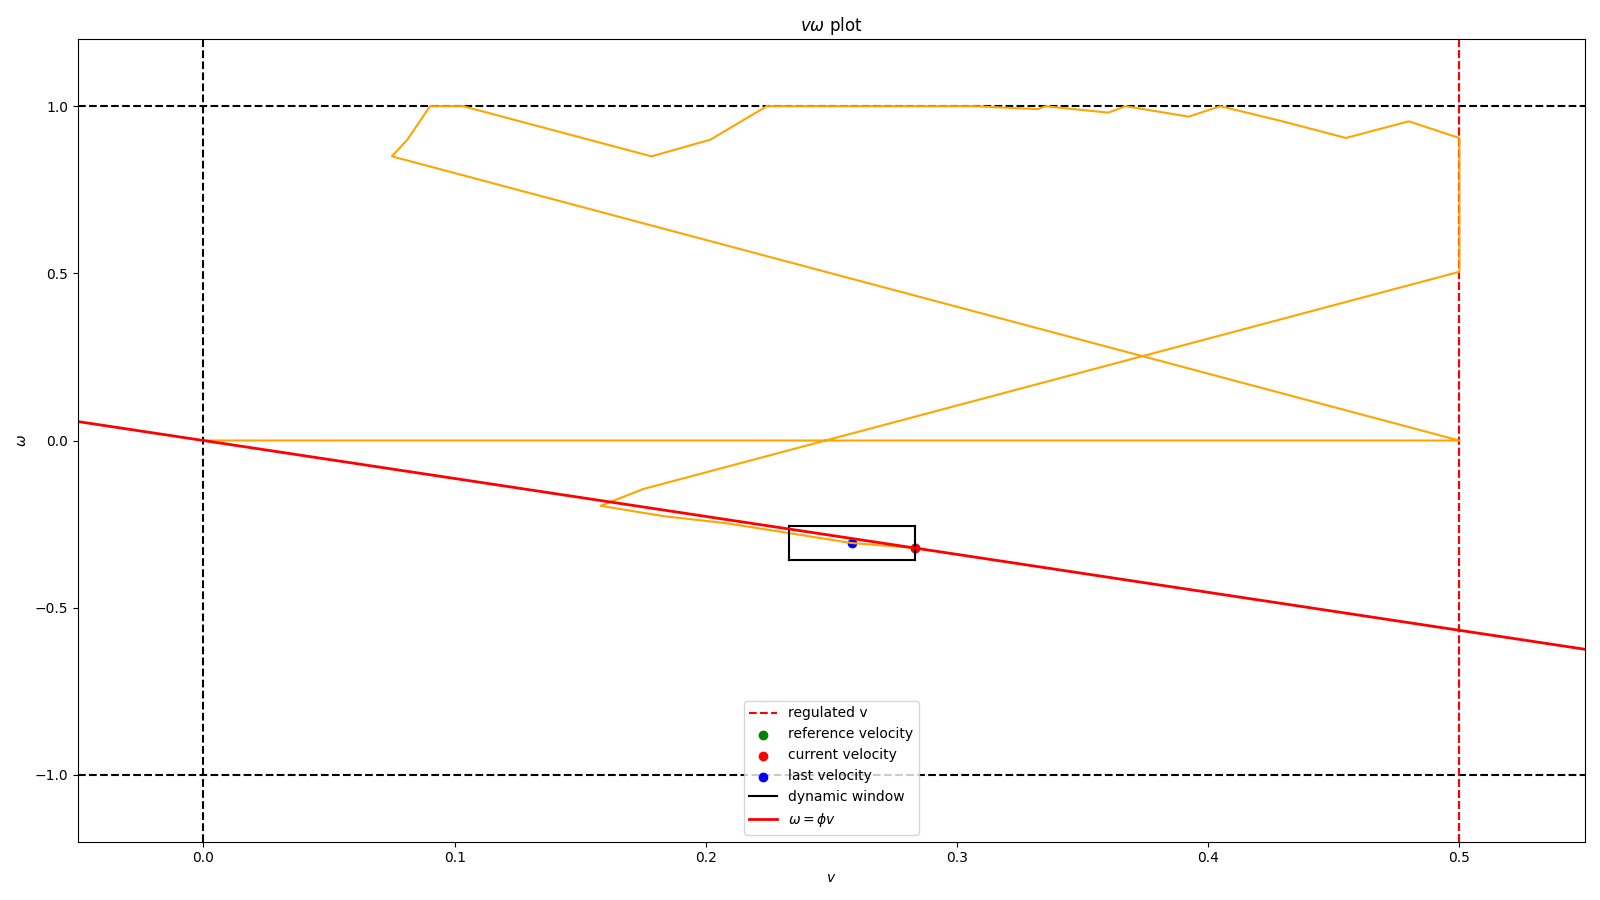 vω plot
1.0
0.5
0.0
−0.5
−1.0
ω
0.0 0.1 0.2 0.3 0.4 0.5
v
regulated v
reference velocity
current velocity
last velocity
dynamic window
ω = ϕv